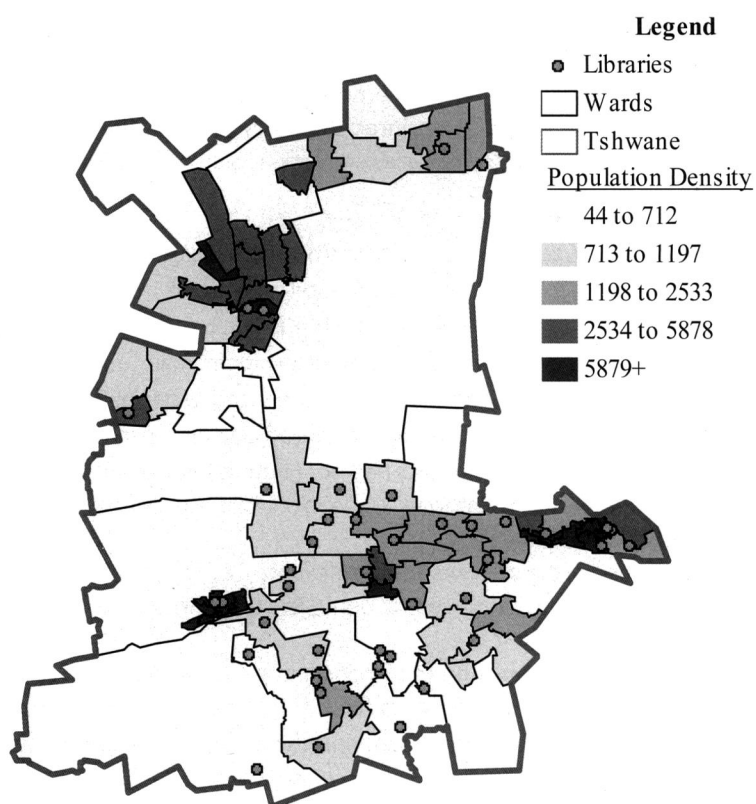 Legend
Libraries
Wards
Tshwane
Population Density
44 to 712
713 to 1197
1198 to 2533
2534 to 5878
5879+